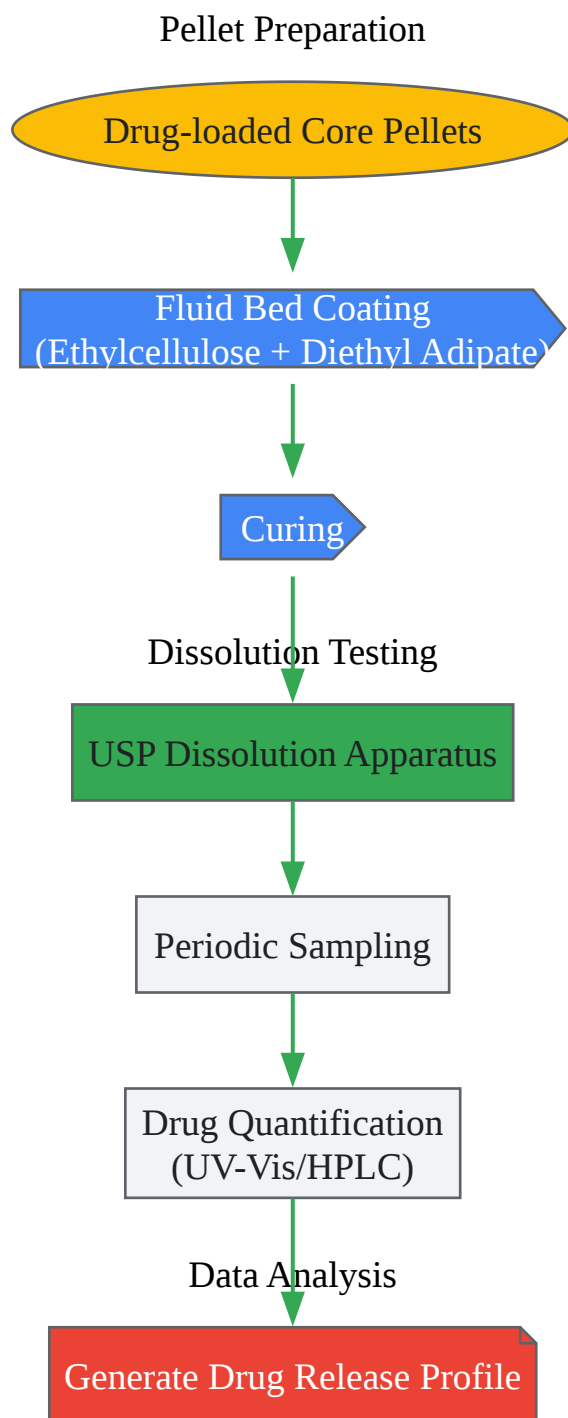 Pellet Preparation
Drug-loaded Core Pellets
Fluid Bed Coating
(Ethylcellulose + Diethyl Adipate)
Curing
Dissolution Testing
USP Dissolution Apparatus
Periodic Sampling
Drug Quantification
(UV-Vis/HPLC)
Data Analysis
Generate Drug Release Profile